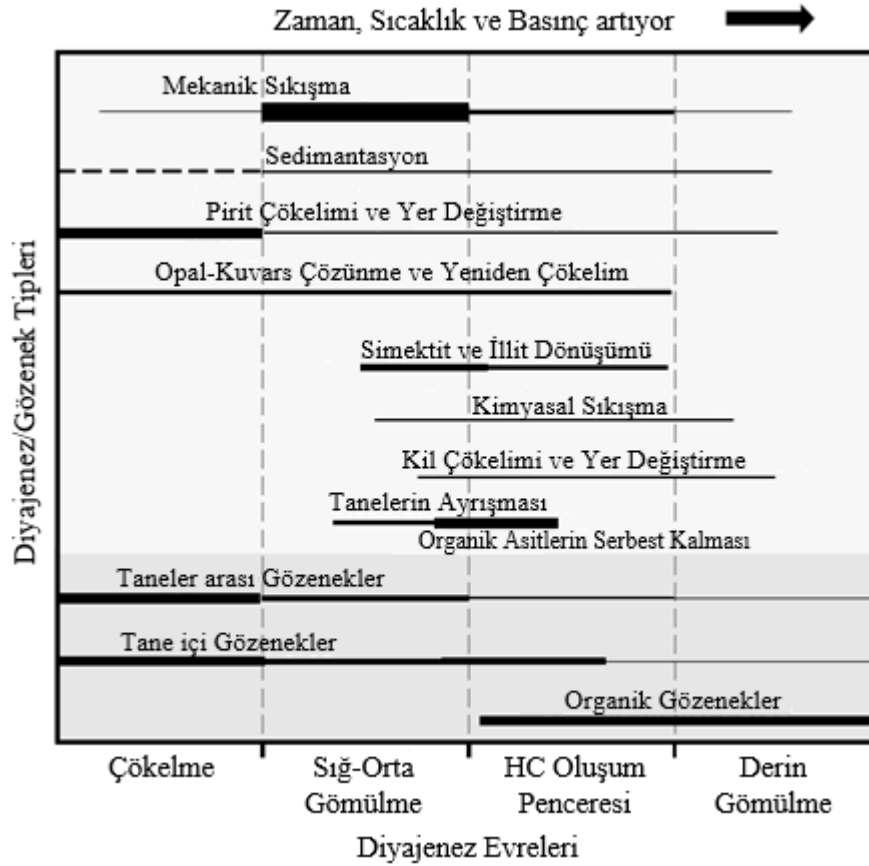 Zaman, Sıcaklık ve Basınç artıyor
Diyajenez/Gözenek Tipleri
Mekanik Sıkışma
Sedimantasyon
Pirit Çökelimi ve Yer Değiştirme
Opal-Kuvars Çözünme ve Yeniden Çökelim
Simektit ve İllit Dönüşümü
Kimyasal Sıkışma
Kil Çökelimi ve Yer Değiştirme
Tanelerin Ayrışması
Organik Asitlerin Serbest Kalması
Taneler arası Gözenekler
Tane içi Gözenekler
Organik Gözenekler
Çökelme
Sığ-Orta
Gömülme
HC Oluşum
Penceresi
Derin
Gömülme
Diyajenez Evreleri